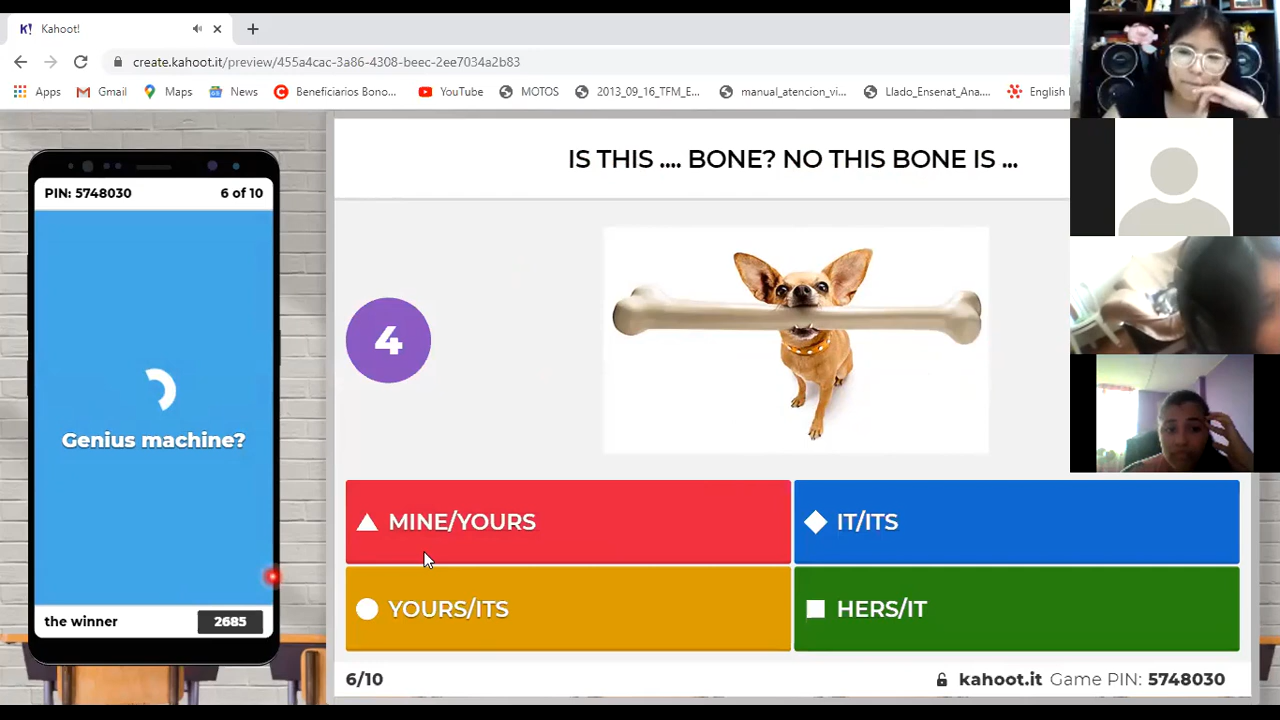 Kahoot!
create.kahoot.it/preview/455a4cac-3a86-4308-beec-2ee7034a2b83
Apps Gmail Maps News Beneficiarios Bono... YouTube MOTOS 2013_09_16_TFM_E... manual_atencion_vi... Llado_Ensenat_Ana.... English
PIN: 5748030 6 of 10
Genius machine?
the winner 2685
IS THIS .... BONE? NO THIS BONE IS ...
4
MINE/YOURS
IT/ITS
YOURS/ITS
HERS/IT
6/10 kahoot.it Game PIN: 5748030